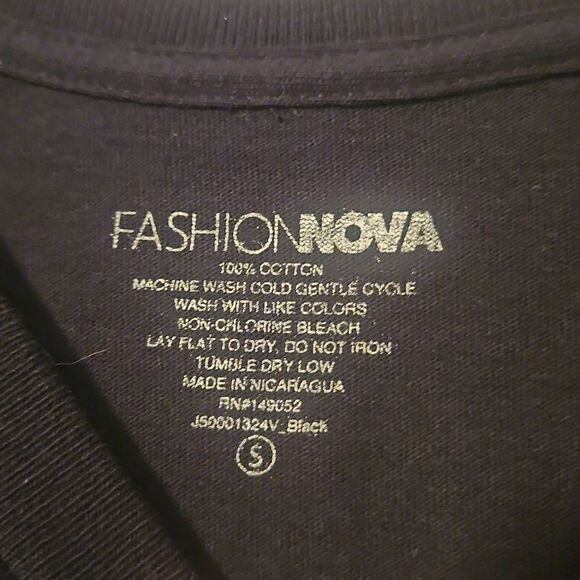 FASHIONNOVA
100% COTTON
MACHINE WASH COLD GENTLE CYCLE
WASH WITH LIKE COLORS
NON-CHLORINE BLEACH
LAY FLAT TO DRY, DO NOT IRON
TUMBLE DRY LOW
MADE IN NICARAGUA
RN#149052
J50001324V_Black
S